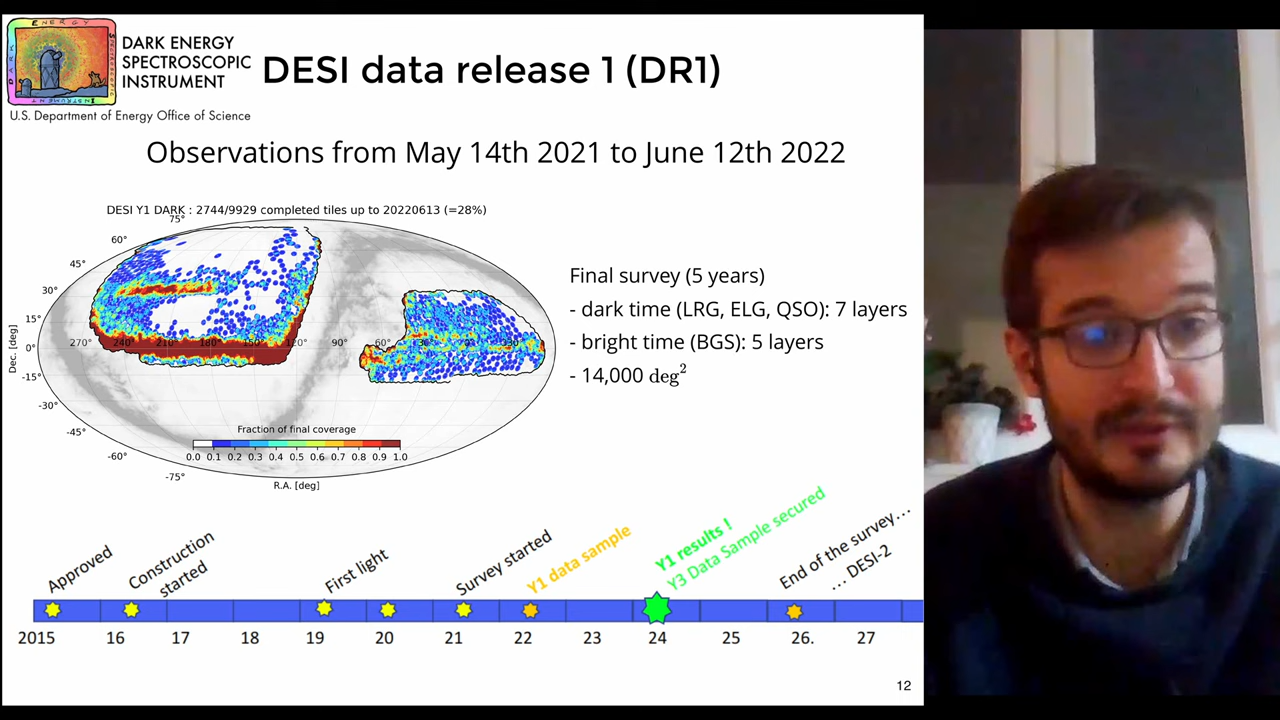 DARK ENERGY
SPECTROSCOPIC
INSTRUMENT
U.S. Department of Energy Office of Science
DESI data release 1 (DR1)
Observations from May 14th 2021 to June 12th 2022
DESI Y1 DARK : 2744/9929 completed tiles up to 20220613 (=28%)
75°
60°
45°
30°
15°
0°
-15°
-30°
-45°
-60°
-75°
Dec. [deg]
270° 240° 210° 180° 150° 120° 90° 60°
Fraction of final coverage
0.0 0.1 0.2 0.3 0.4 0.5 0.6 0.7 0.8 0.9 1.0
R.A. [deg]
Final survey (5 years)
- dark time (LRG, ELG, QSO): 7 layers
- bright time (BGS): 5 layers
- 14,000 deg²
Approved
Construction
started
First light
Survey started
Y1 data sample
Y1 results !
Y3 Data Sample secured
End of the survey...
... DESI-2
2015 16 17 18 19 20 21 22 23 24 25 26. 27
12